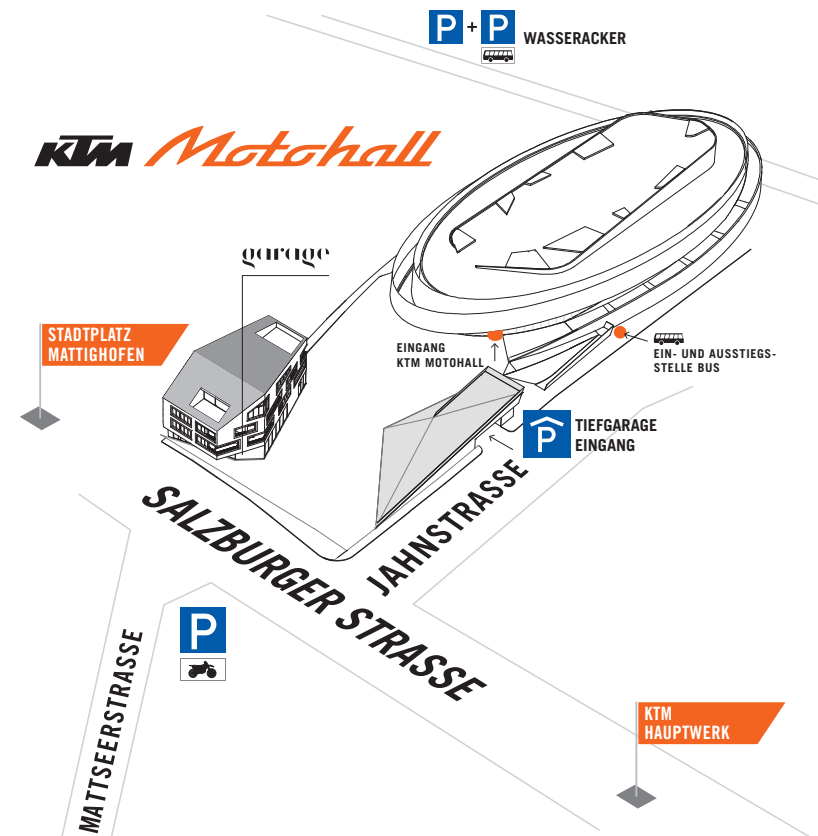 P + P WASSERACKER
KTM Motohall
garage
STADTPLATZ
MATTIGHOFEN
EINGANG
KTM MOTOHALL
EIN- UND AUSSTIEGS-
STELLE BUS
P TIEFGARAGE
EINGANG
JAHNSTRASSE
SALZBURGER STRASSE
P
MATTSEERSTRASSE
KTM
HAUPTWERK